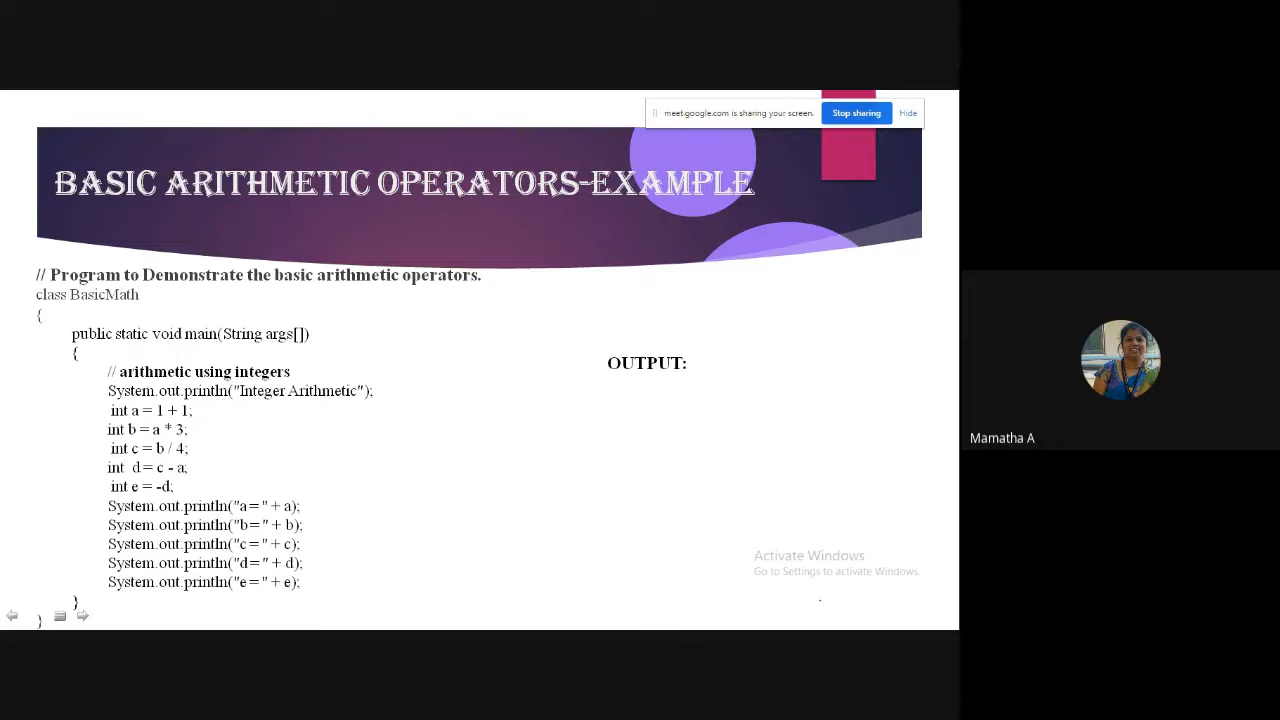 meet.google.com is sharing your screen. Stop sharing Hide
BASIC ARITHMETIC OPERATORS-EXAMPLE
// Program to Demonstrate the basic arithmetic operators.
class BasicMath
{
public static void main(String args[])
{
// arithmetic using integers
System.out.println("Integer Arithmetic");
int a = 1 + 1;
int b = a * 3;
int c = b / 4;
int d = c - a;
int e = -d;
System.out.println("a = " + a);
System.out.println("b = " + b);
System.out.println("c = " + c);
System.out.println("d = " + d);
System.out.println("e = " + e);
}
}
OUTPUT:
Activate Windows
Go to Settings to activate Windows.
Mamatha A